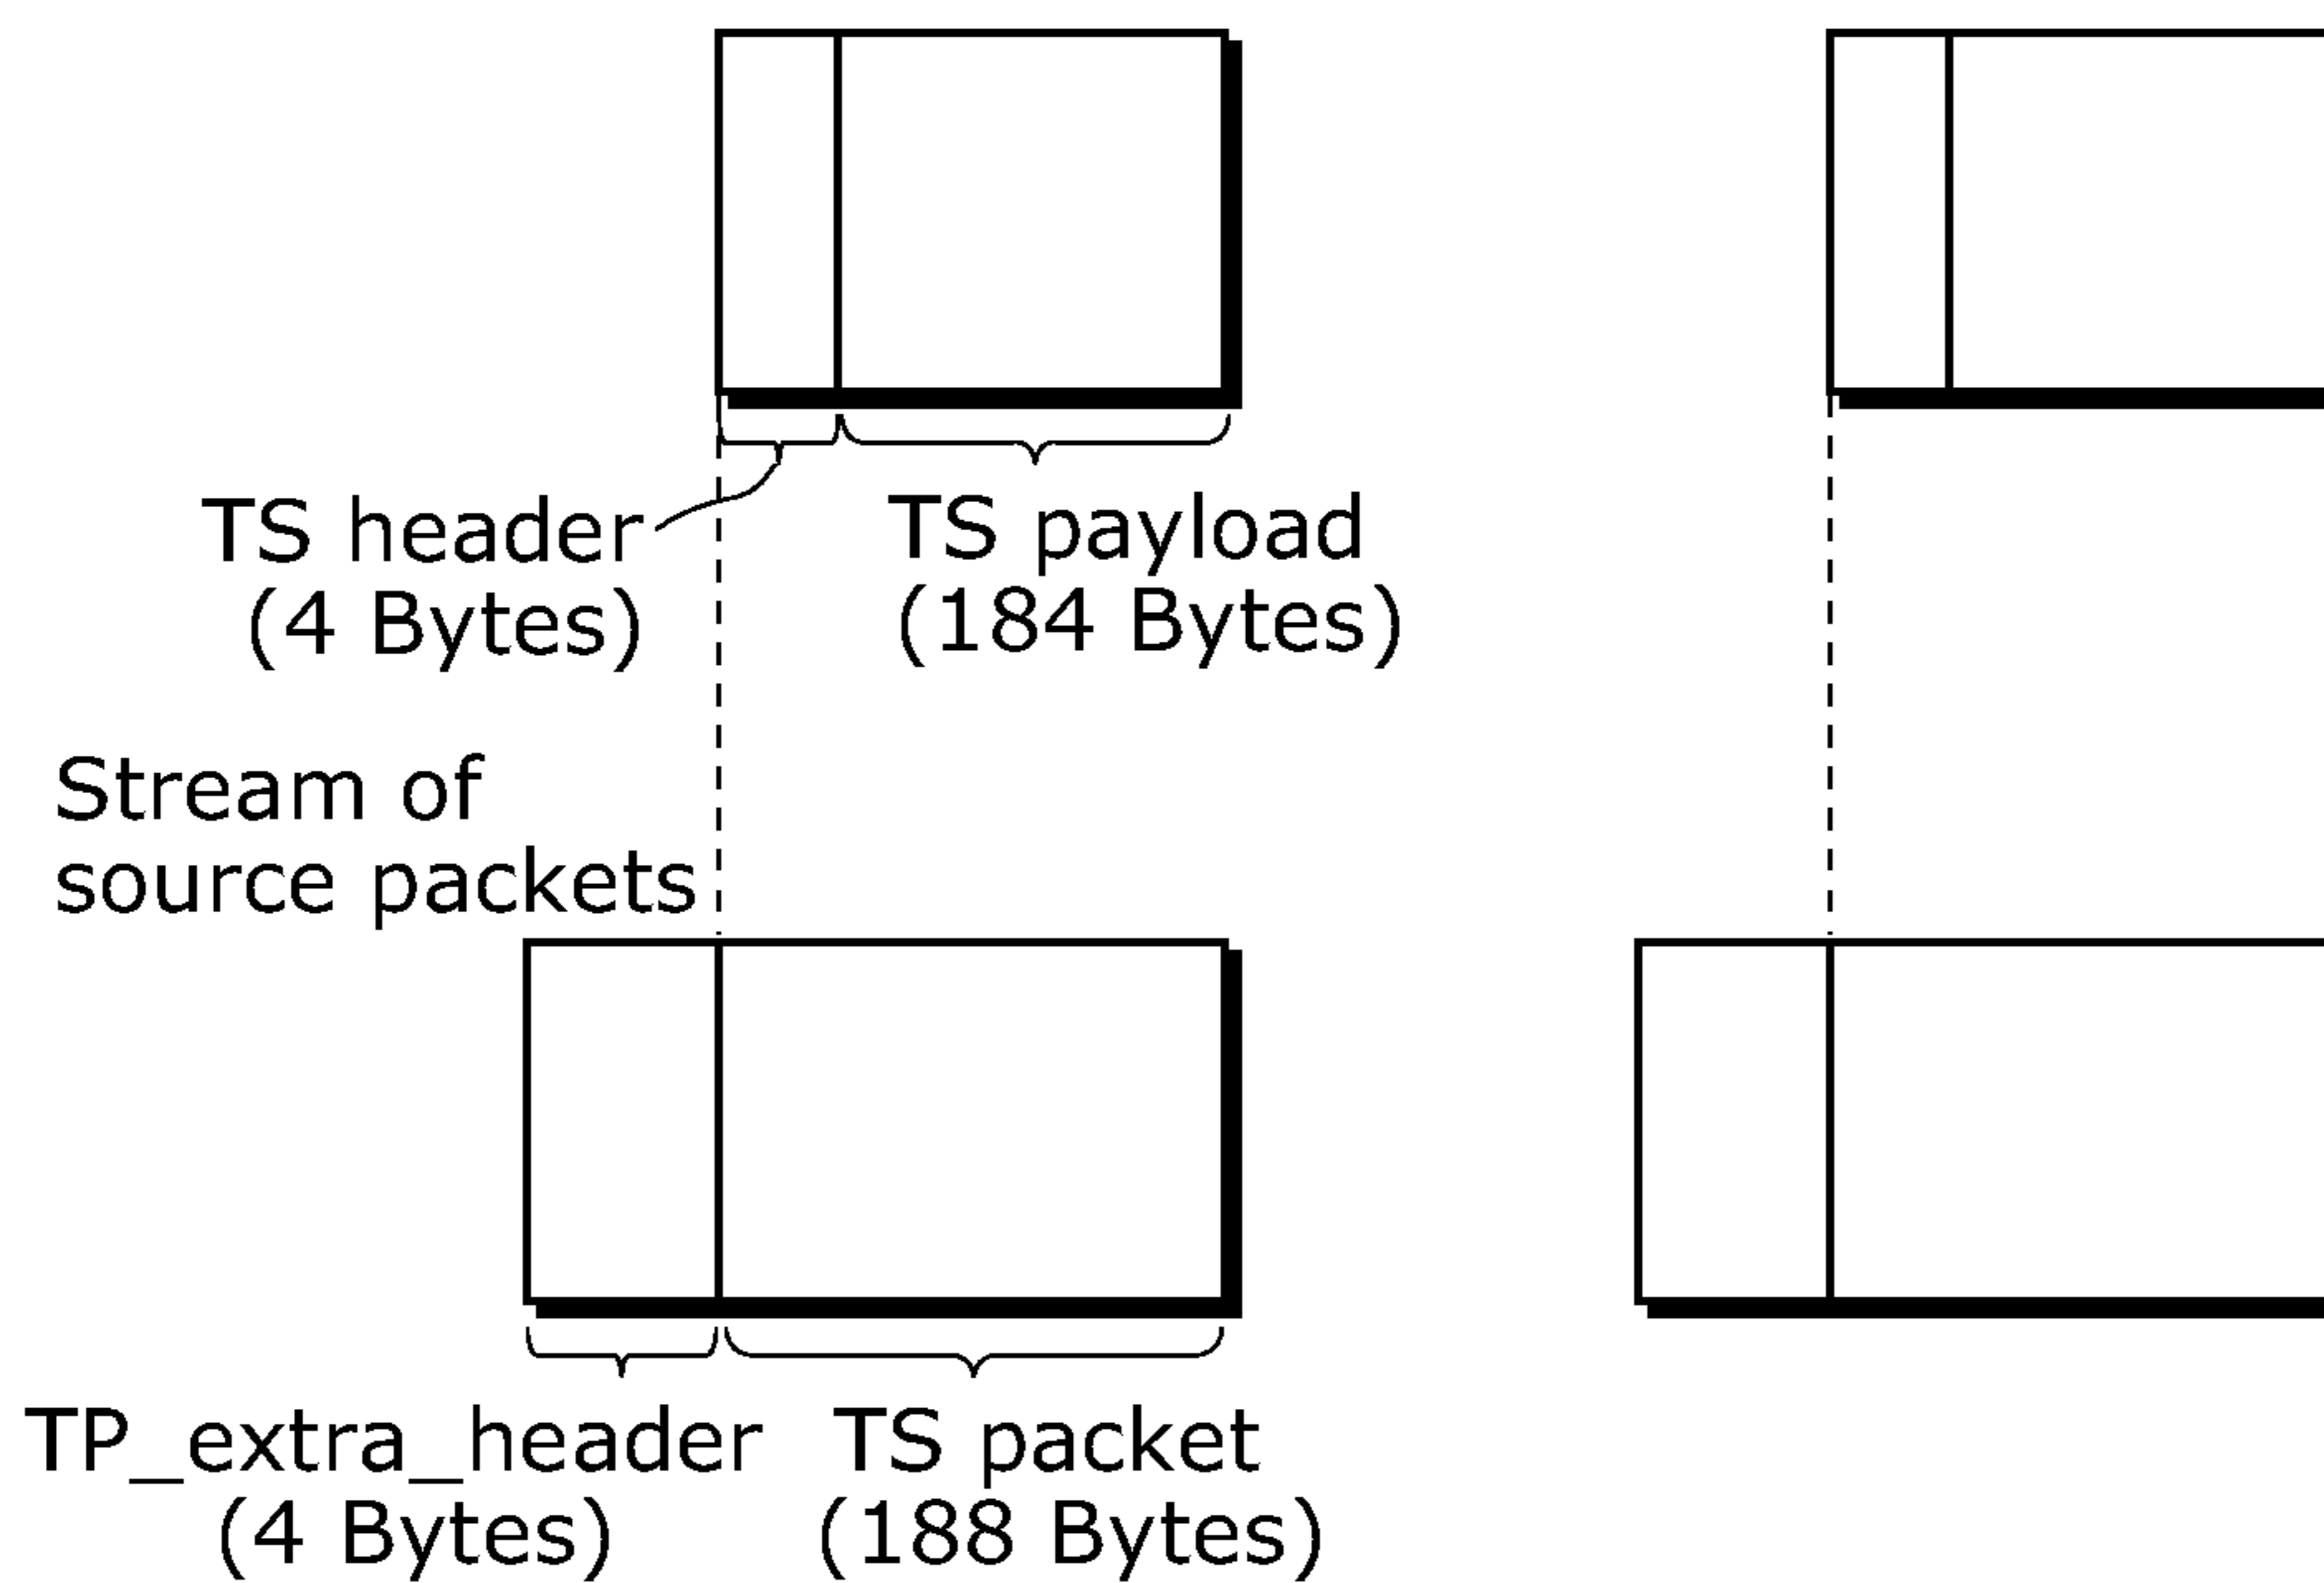 TS header
(4 Bytes)
TS payload
(184 Bytes)
Stream of
source packets
TP_extra_header
(4 Bytes)
TS packet
(188 Bytes)